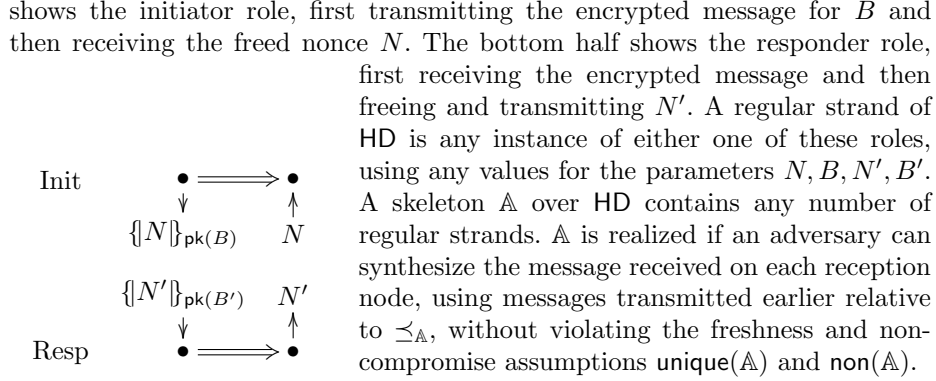 shows the initiator role, first transmitting the encrypted message for B and
then receiving the freed nonce N. The bottom half shows the responder role,
first receiving the encrypted message and then
freeing and transmitting N′. A regular strand of
HD is any instance of either one of these roles,
using any values for the parameters N, B, N′, B′.
A skeleton 𝔸 over HD contains any number of
regular strands. 𝔸 is realized if an adversary can
synthesize the message received on each reception
node, using messages transmitted earlier relative
to ⪯𝔸, without violating the freshness and non-
compromise assumptions unique(𝔸) and non(𝔸).
Init
{|N|}pk(B) N
{|N′|}pk(B′) N′
Resp